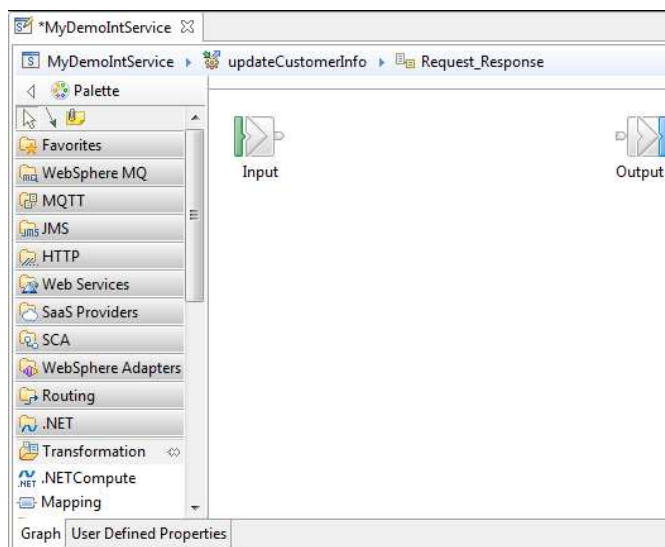 *MyDemoIntService
MyDemoIntService updateCustomerInfo Request_Response
Palette
Favorites
WebSphere MQ
MQTT
JMS
HTTP
Web Services
SaaS Providers
SCA
WebSphere Adapters
Routing
.NET
Transformation
.NETCompute
Mapping
Input
Output
Graph User Defined Properties